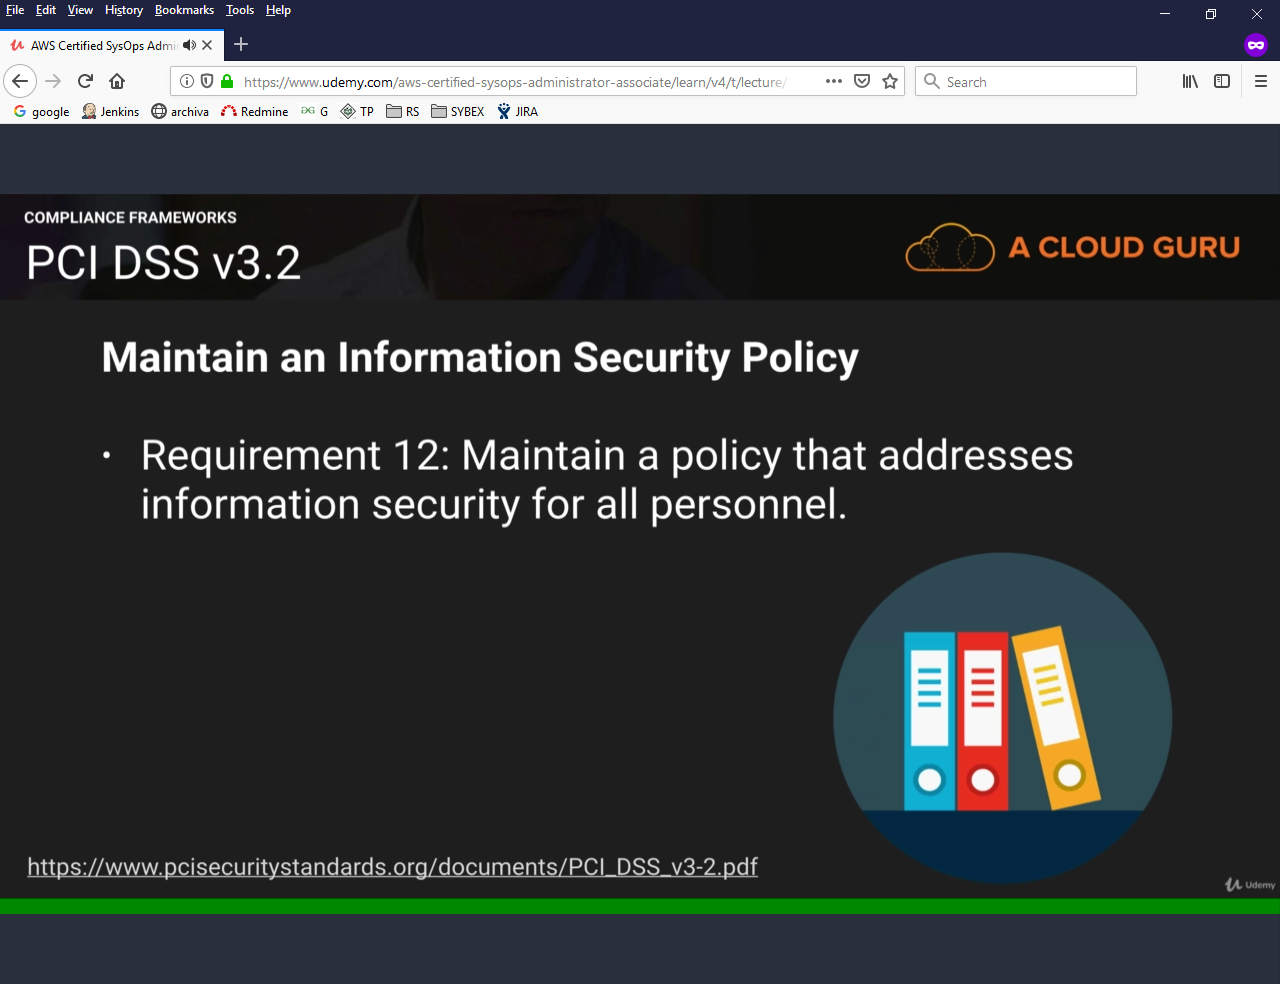 File Edit View History Bookmarks Tools Help
AWS Certified SysOps Admi
https://www.udemy.com/aws-certified-sysops-administrator-associate/learn/v4/t/lecture/
Search
google Jenkins archiva Redmine G TP RS SYBEX JIRA
COMPLIANCE FRAMEWORKS
PCI DSS v3.2
A CLOUD GURU
Maintain an Information Security Policy
• Requirement 12: Maintain a policy that addresses
information security for all personnel.
https://www.pcisecuritystandards.org/documents/PCI_DSS_v3-2.pdf
Udemy